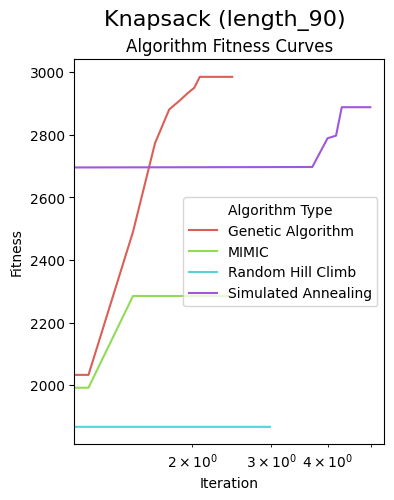 Knapsack (length_90)
Algorithm Fitness Curves
3000
2800
2600
2400
2200
2000
Fitness
Algorithm Type
Genetic Algorithm
MIMIC
Random Hill Climb
Simulated Annealing
2 × 10⁰
3 × 10⁰
4 × 10⁰
Iteration